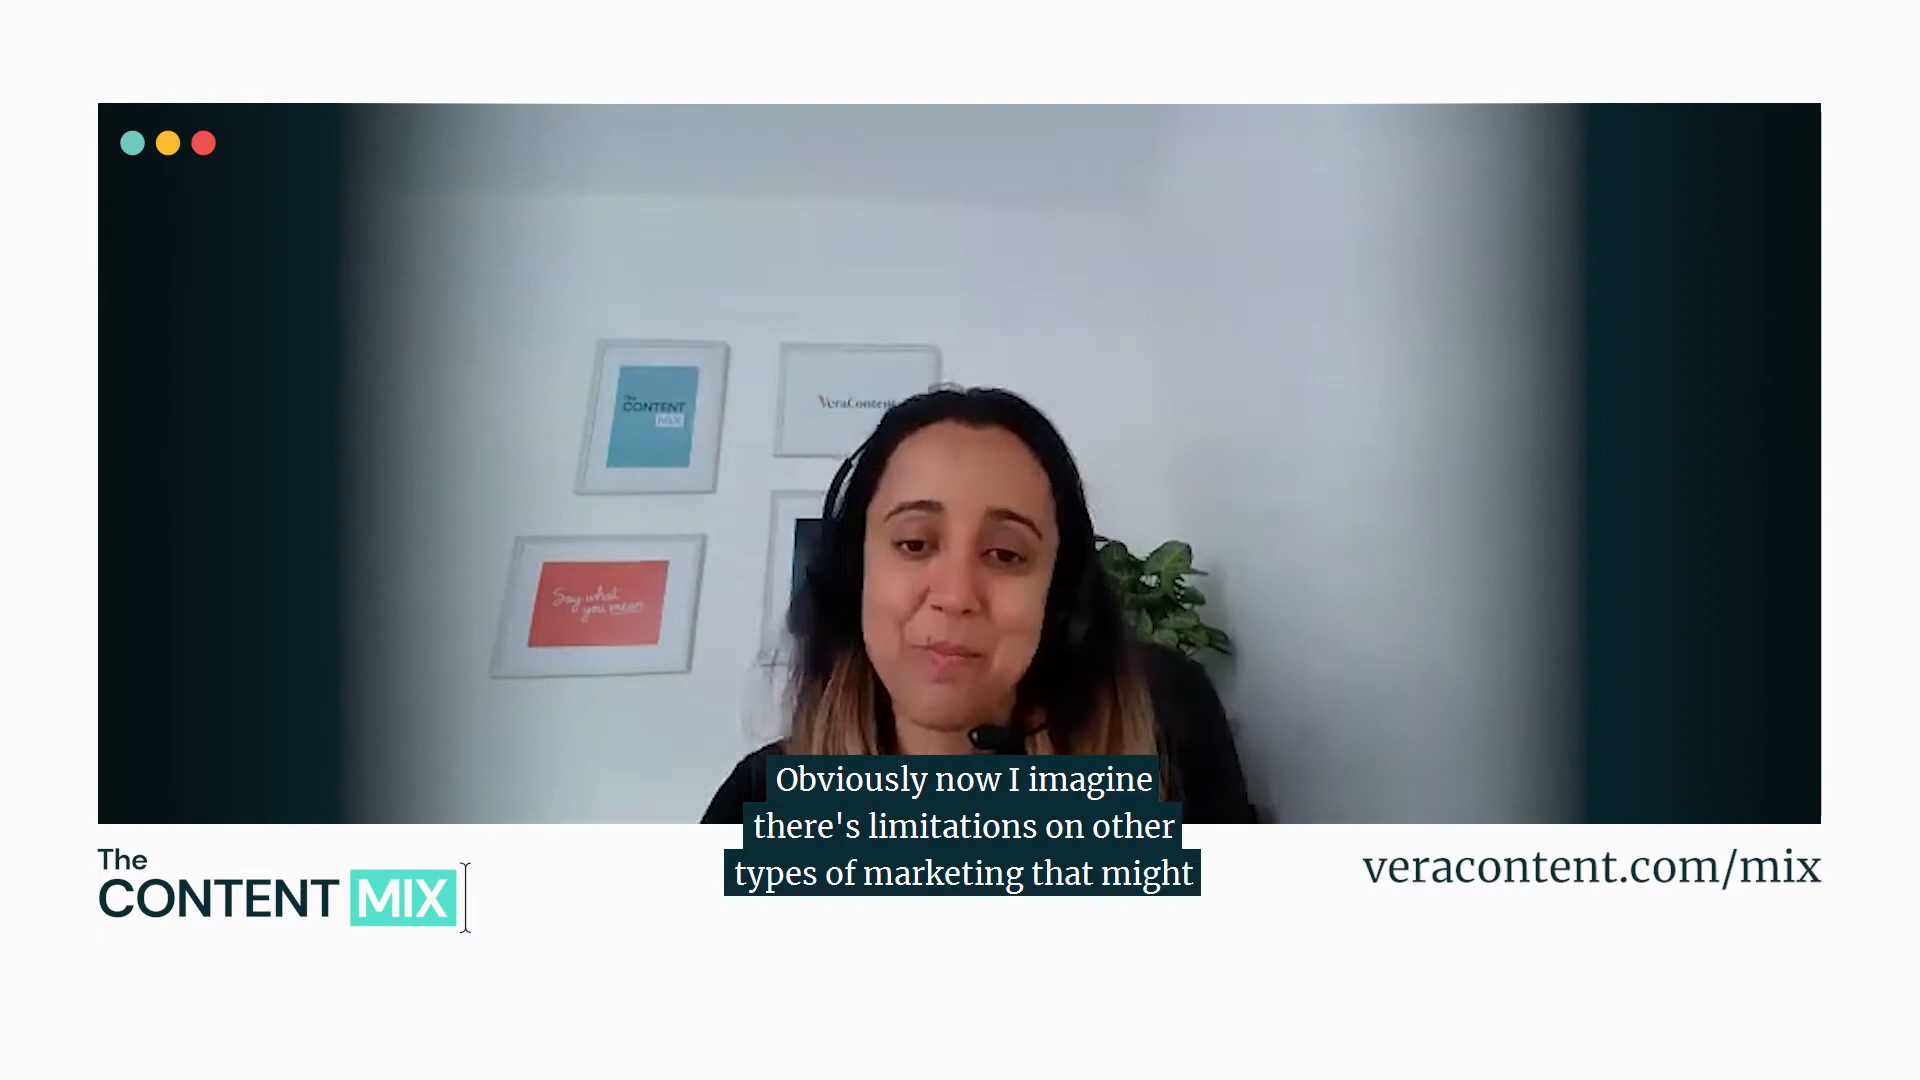 The
CONTENT
MIX
VeraContent
Say what
you mean
Obviously now I imagine
there's limitations on other
types of marketing that might
The
CONTENT MIX
veracontent.com/mix